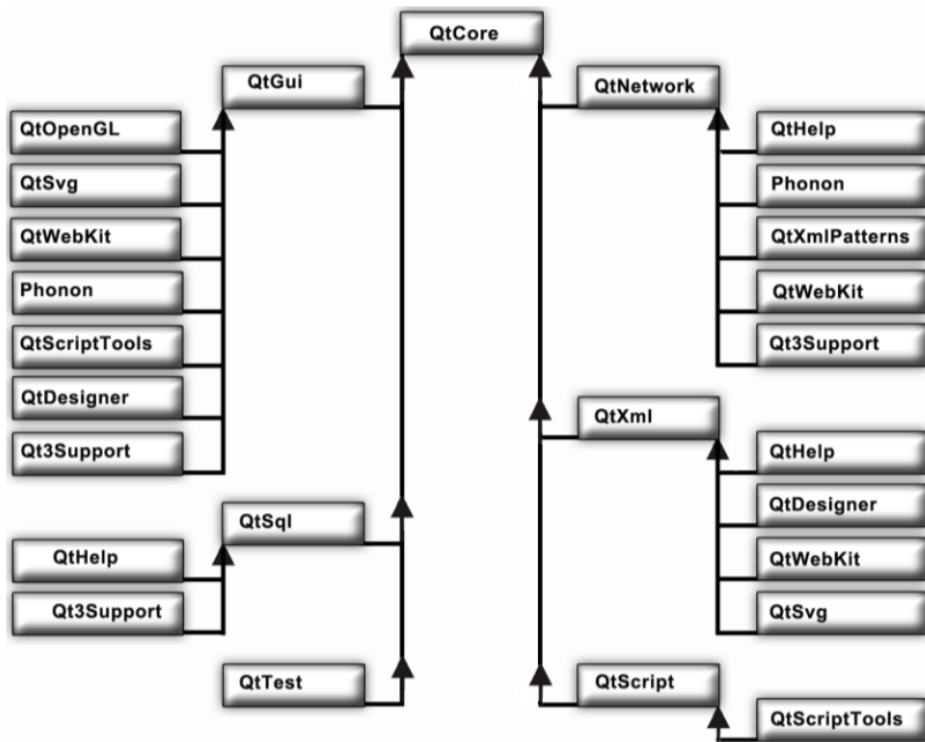 QtCore
QtGui
QtOpenGL
QtSvg
QtWebKit
Phonon
QtScriptTools
QtDesigner
Qt3Support
QtSql
QtHelp
Qt3Support
QtTest
QtNetwork
QtHelp
Phonon
QtXmlPatterns
QtWebKit
Qt3Support
QtXml
QtHelp
QtDesigner
QtWebKit
QtSvg
QtScript
QtScriptTools